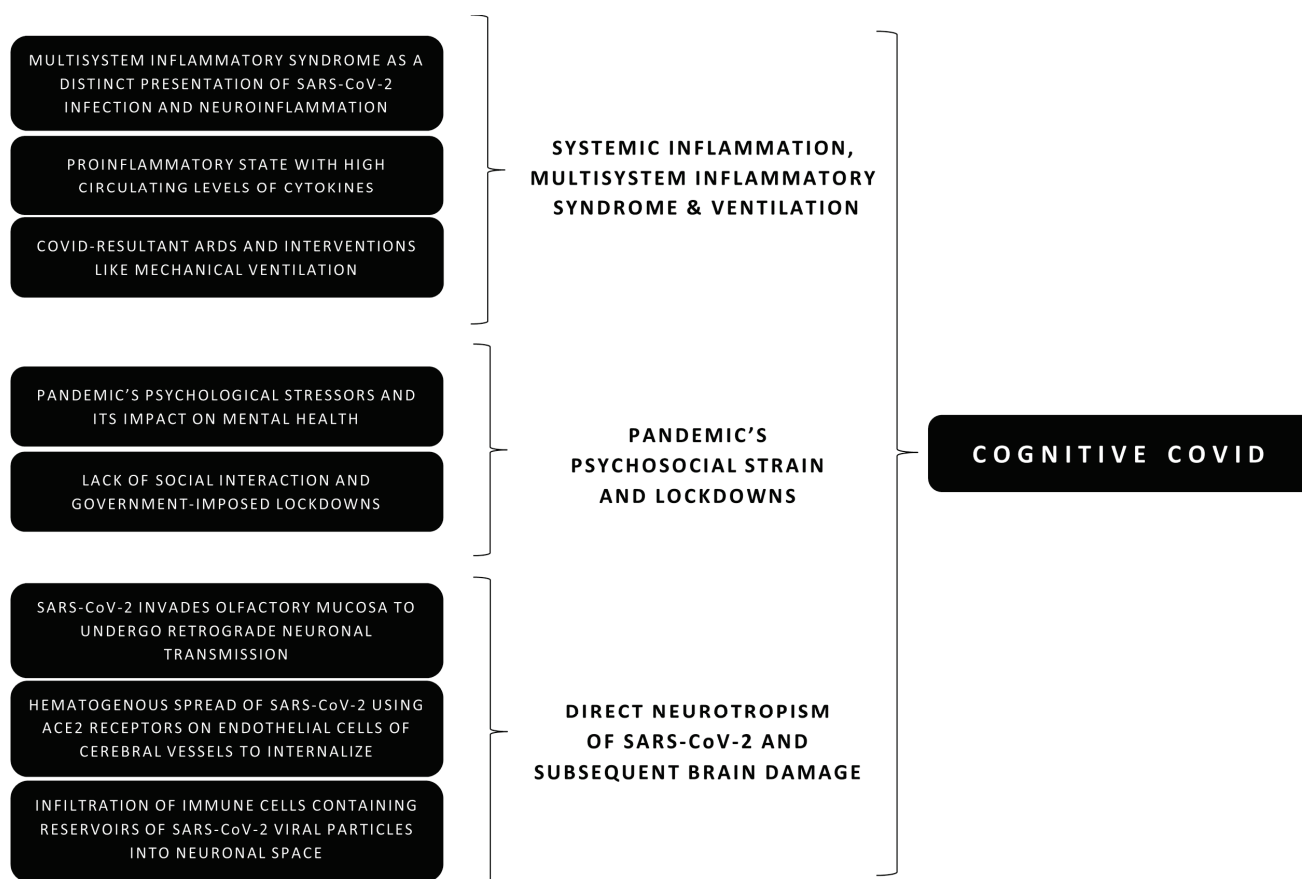 MULTISYSTEM INFLAMMATORY SYNDROME AS A
DISTINCT PRESENTATION OF SARS-CoV-2
INFECTION AND NEUROINFLAMMATION
PROINFLAMMATORY STATE WITH HIGH
CIRCULATING LEVELS OF CYTOKINES
COVID-RESULTANT ARDS AND INTERVENTIONS
LIKE MECHANICAL VENTILATION
SYSTEMIC INFLAMMATION,
MULTISYSTEM INFLAMMATORY
SYNDROME & VENTILATION
PANDEMIC’S PSYCHOLOGICAL STRESSORS AND
ITS IMPACT ON MENTAL HEALTH
LACK OF SOCIAL INTERACTION AND
GOVERNMENT-IMPOSED LOCKDOWNS
PANDEMIC’S
PSYCHOSOCIAL STRAIN
AND LOCKDOWNS
SARS-CoV-2 INVADES OLFACTORY MUCOSA TO
UNDERGO RETROGRADE NEURONAL
TRANSMISSION
HEMATOGENOUS SPREAD OF SARS-CoV-2 USING
ACE2 RECEPTORS ON ENDOTHELIAL CELLS OF
CEREBRAL VESSELS TO INTERNALIZE
INFILTRATION OF IMMUNE CELLS CONTAINING
RESERVOIRS OF SARS-CoV-2 VIRAL PARTICLES
INTO NEURONAL SPACE
DIRECT NEUROTROPISM
OF SARS-CoV-2 AND
SUBSEQUENT BRAIN DAMAGE
COGNITIVE COVID